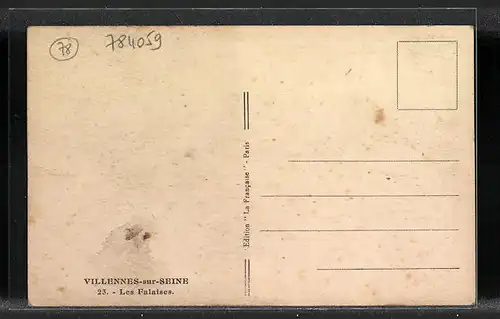 78
784059
Edition "La Française" - Paris
VILLENNES-sur-SEINE
23. - Les Falaises.